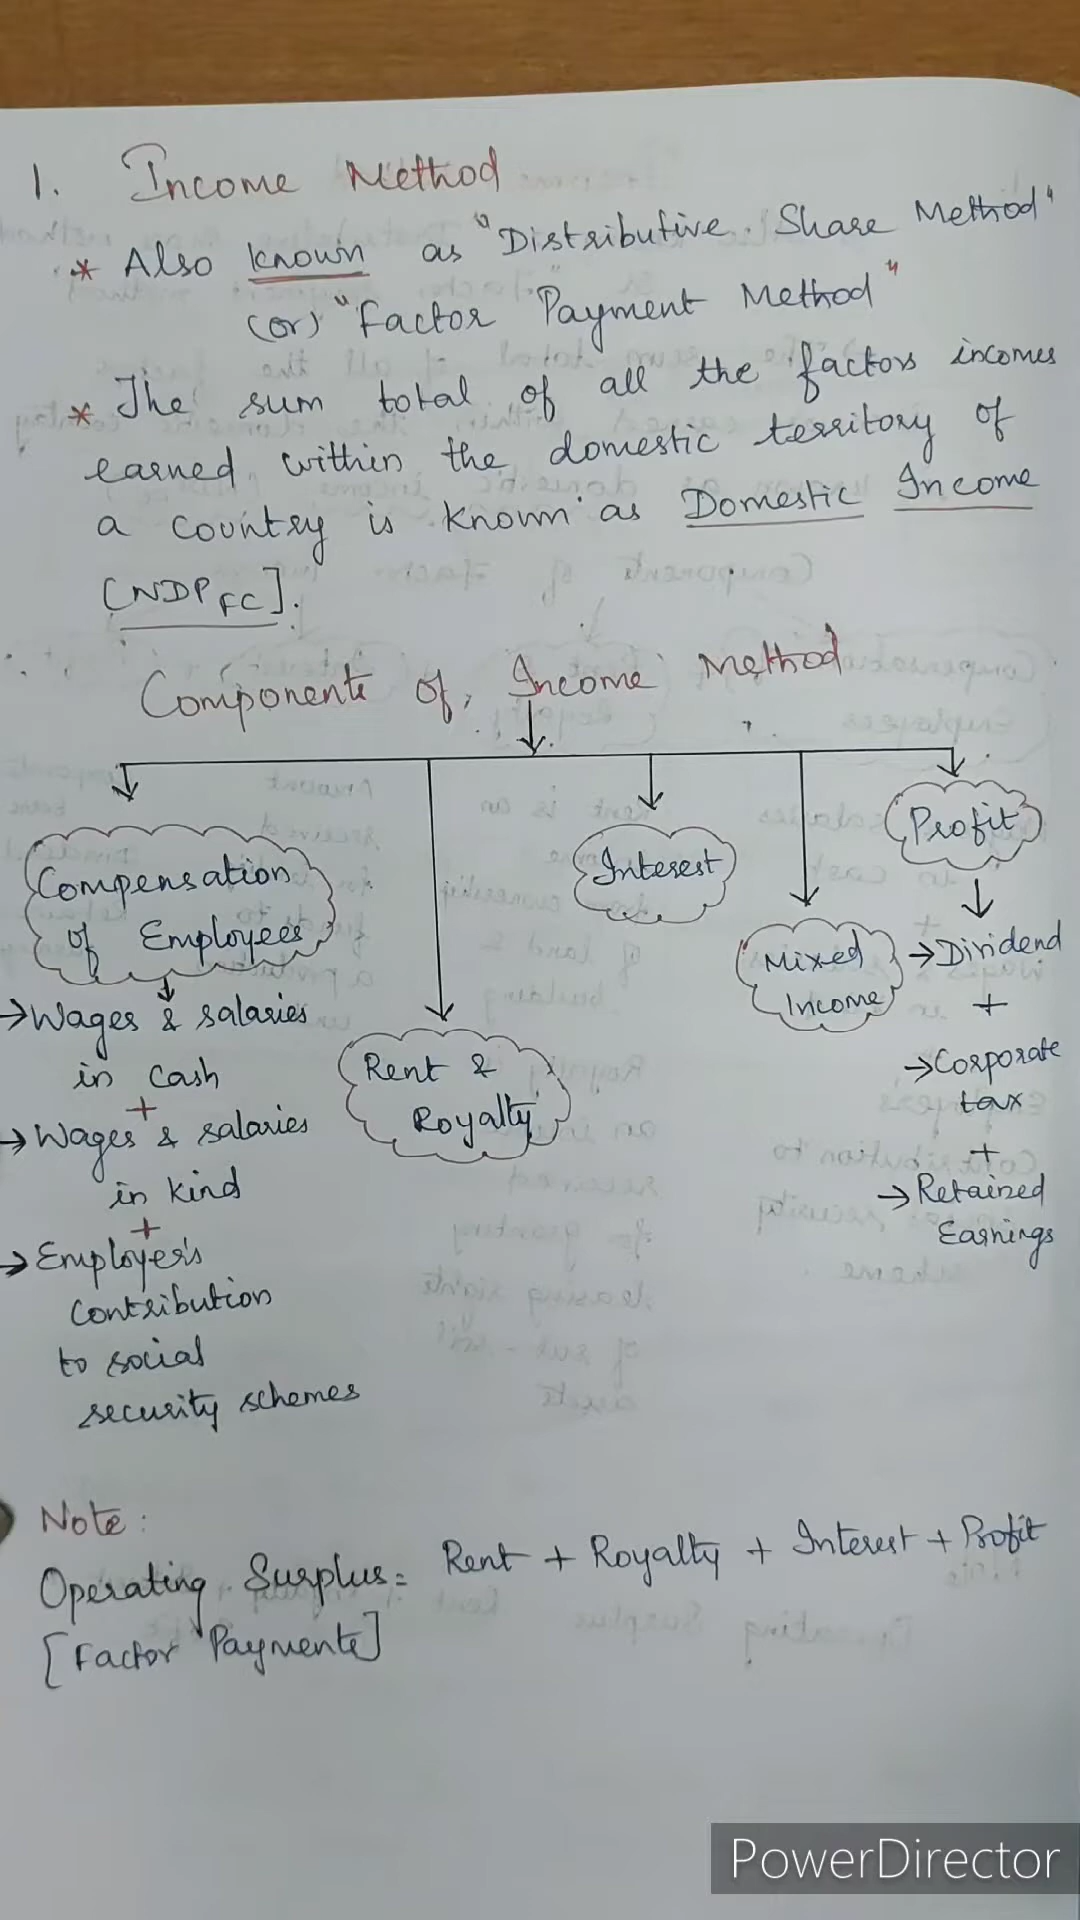 1. Income Method
* Also known as "Distributive Share Method"
(or) "Factor Payment Method"
* The sum total of all the factors incomes
earned within the domestic territory of
a country is known as Domestic Income
[NDP FC].
Components of Income Method
Compensation
of Employees
→ Wages & salaries
in cash
+
→ Wages & salaries
in kind
+
→ Employer's
contribution
to social
security schemes
Rent &
Royalty
Interest
Mixed
Income
Profit
→ Dividend
+
→ Corporate
tax
+
→ Retained
Earnings
Note:
Operating Surplus = Rent + Royalty + Interest + Profit
[Factor Payments]
PowerDirector